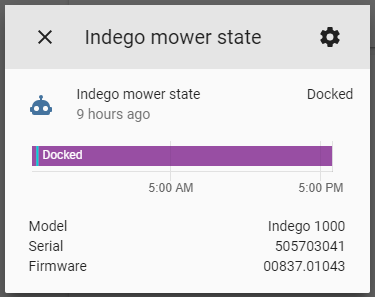 Indego mower state
Indego mower state Docked
9 hours ago
Docked
5:00 AM 5:00 PM
Model Indego 1000
Serial 505703041
Firmware 00837.01043